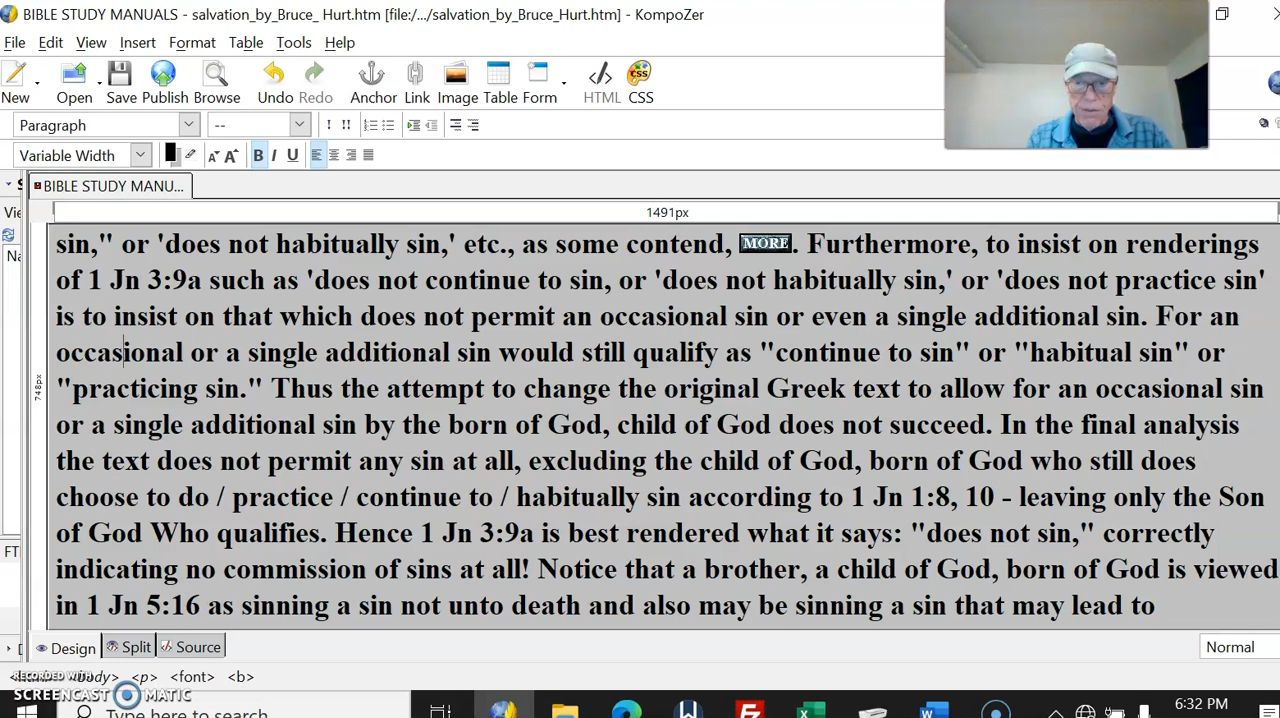 BIBLE STUDY MANUALS - salvation_by_Bruce_ Hurt.htm [file:/.../salvation_by_Bruce_Hurt.htm] - KompoZer
File Edit View Insert Format Table Tools Help
New Open Save Publish Browse Undo Redo Anchor Link Image Table Form HTML CSS
Paragraph --
Variable Width B I U
BIBLE STUDY MANU...
1491px
748px
sin," or 'does not habitually sin,' etc., as some contend, MORE. Furthermore, to insist on renderings
of 1 Jn 3:9a such as 'does not continue to sin, or 'does not habitually sin,' or 'does not practice sin'
is to insist on that which does not permit an occasional sin or even a single additional sin. For an
occasional or a single additional sin would still qualify as "continue to sin" or "habitual sin" or
"practicing sin." Thus the attempt to change the original Greek text to allow for an occasional sin
or a single additional sin by the born of God, child of God does not succeed. In the final analysis
the text does not permit any sin at all, excluding the child of God, born of God who still does
choose to do / practice / continue to / habitually sin according to 1 Jn 1:8, 10 - leaving only the Son
of God Who qualifies. Hence 1 Jn 3:9a is best rendered what it says: "does not sin," correctly
indicating no commission of sins at all! Notice that a brother, a child of God, born of God is viewed
in 1 Jn 5:16 as sinning a sin not unto death and also may be sinning a sin that may lead to
Design Split Source Normal
<body> <p> <font> <b>
RECORDED WITH
SCREENCAST MATIC
Type here to search
6:32 PM